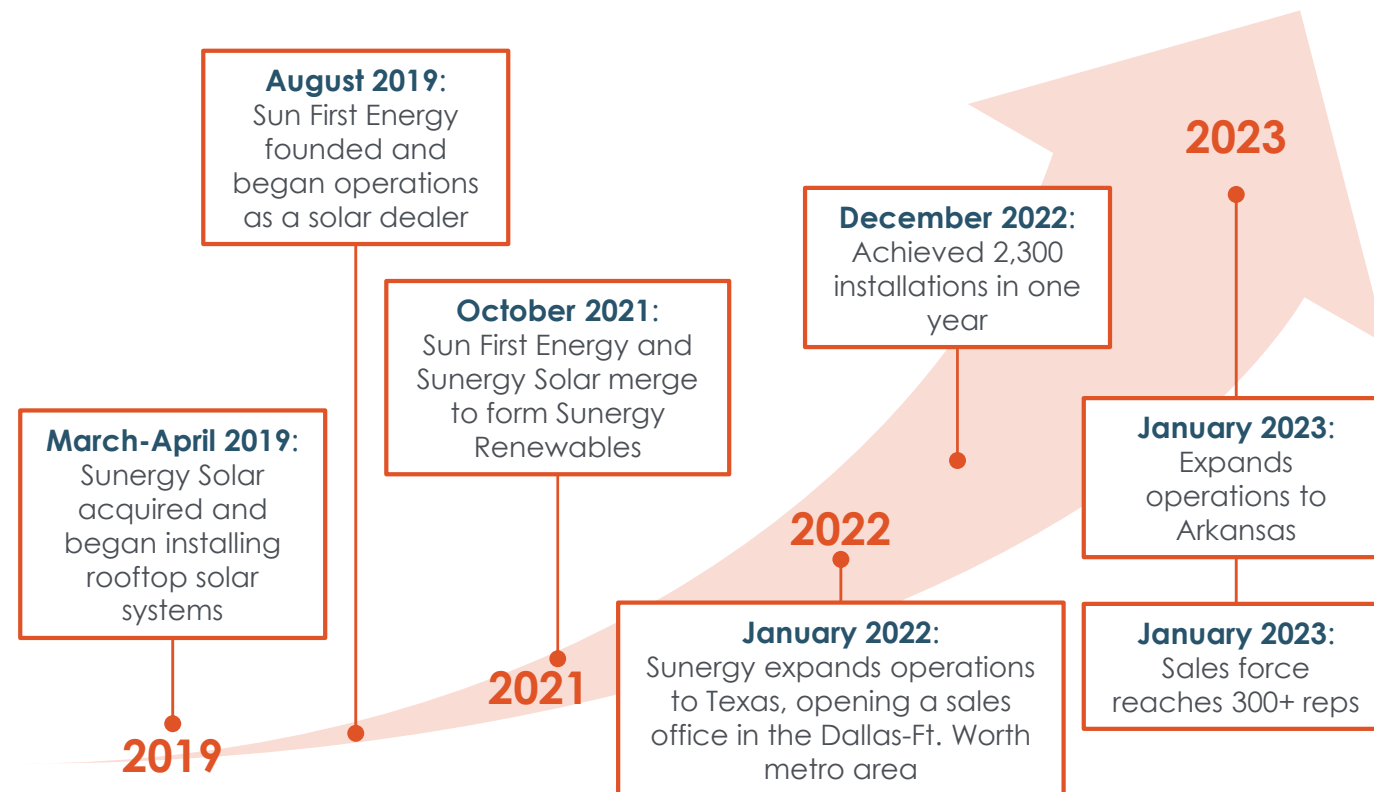 August 2019:
Sun First Energy
founded and
began operations
as a solar dealer
2023
December 2022:
Achieved 2,300
installations in one
year
October 2021:
Sun First Energy and
Sunergy Solar merge
to form Sunergy
Renewables
March-April 2019:
Sunergy Solar
acquired and
began installing
rooftop solar
systems
January 2023:
Expands
operations to
Arkansas
2022
January 2022:
Sunergy expands operations
to Texas, opening a sales
office in the Dallas-Ft. Worth
metro area
January 2023:
Sales force
reaches 300+ reps
2021
2019